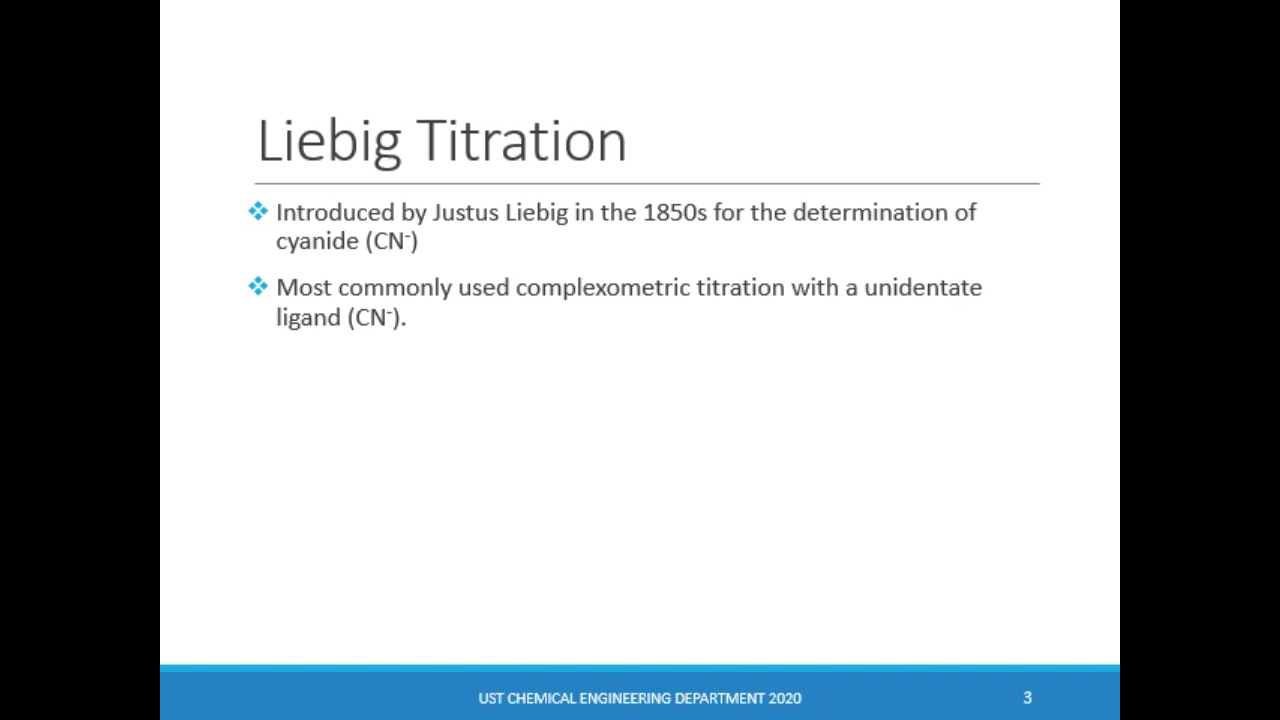 Liebig Titration
❖ Introduced by Justus Liebig in the 1850s for the determination of
cyanide (CN⁻)
❖ Most commonly used complexometric titration with a unidentate
ligand (CN⁻).
UST CHEMICAL ENGINEERING DEPARTMENT 2020
3